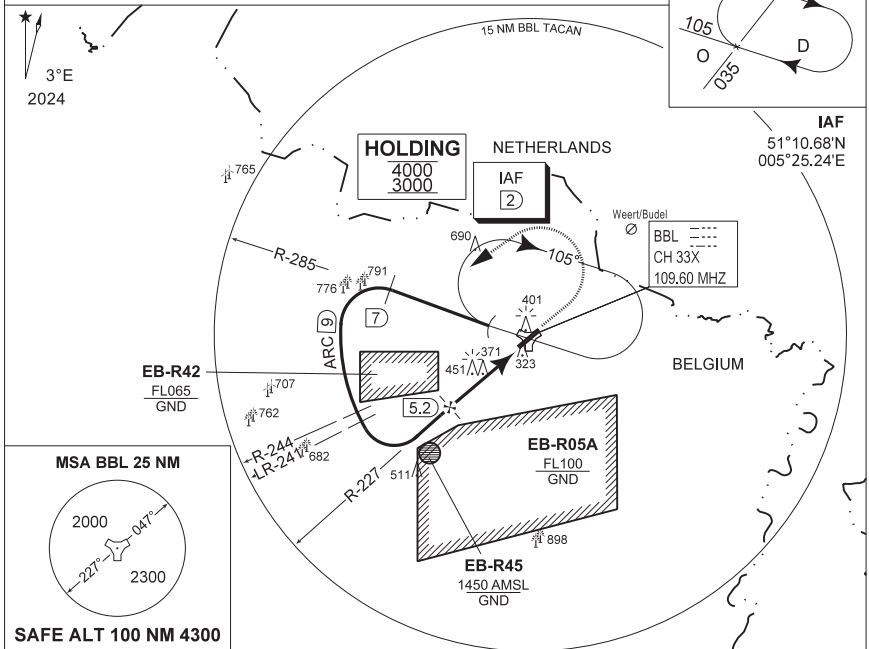 15 NM BBL TACAN
105
O
D
035
3°E
2024
IAF
51°10.68'N
005°25.24'E
HOLDING
4000
3000
NETHERLANDS
IAF
2
765
Weert/Budel
BBL
CH 33X
109.60 MHZ
690
105°
R-285
791
776
7
401
ARC 9
371
451
323
BELGIUM
EB-R42
FL065
GND
707
5.2
762
R-244
LR-241
682
R-227
EB-R05A
FL100
GND
511
898
EB-R45
1450 AMSL
GND
MSA BBL 25 NM
2000
047°
227°
2300
SAFE ALT 100 NM 4300